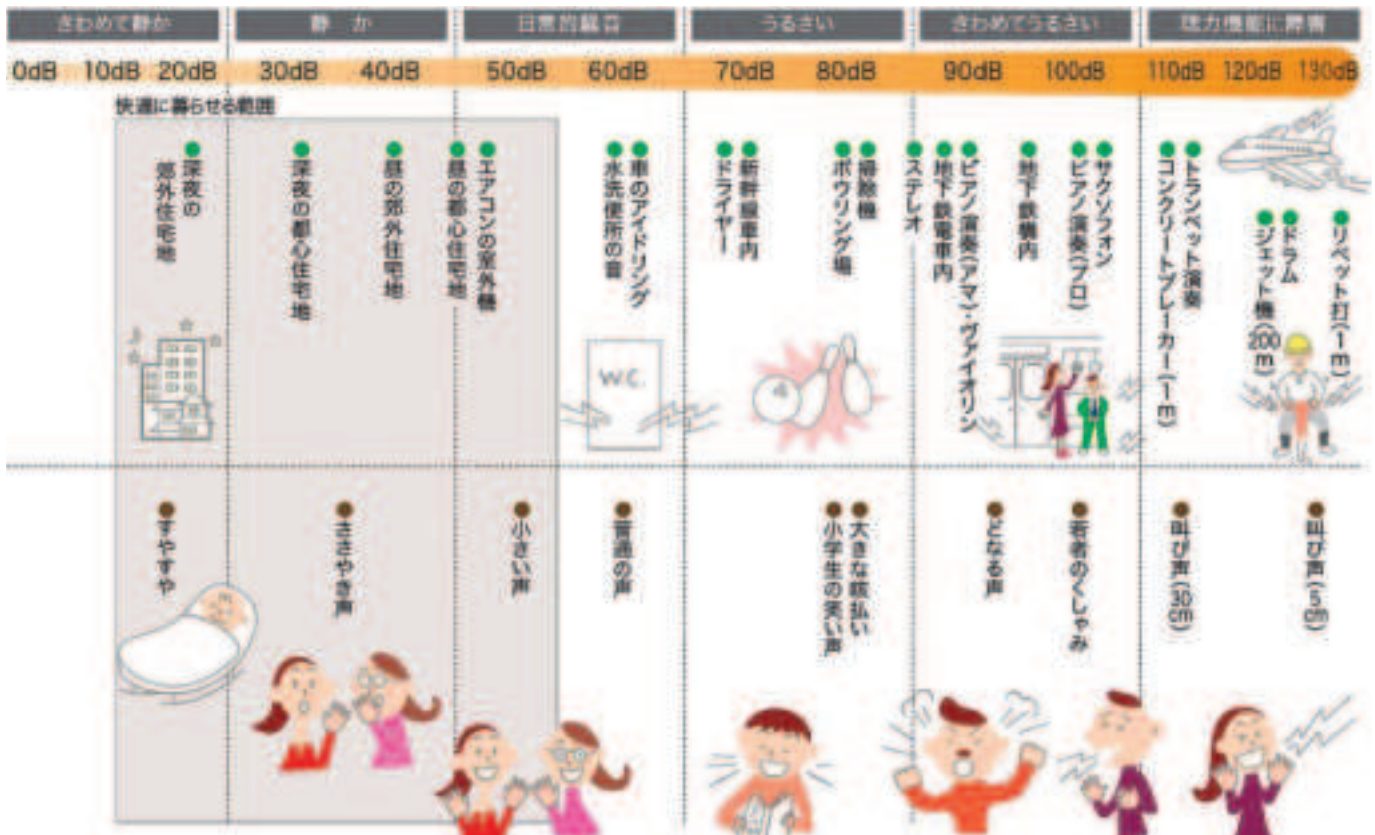 きわめて静か
静か
日常的騒音
うるさい
きわめてうるさい
聴力機能に障害
0dB 10dB 20dB 30dB 40dB 50dB 60dB 70dB 80dB 90dB 100dB 110dB 120dB 130dB
快適に暮らせる範囲
深夜の
郊外住宅地
深夜の都心住宅地
昼の郊外住宅地
昼の都心住宅地
エアコンの室外機
水洗便所の音
車のアイドリング
ドライヤー
新幹線車内
ボウリング場
掃除機
ステレオ
地下鉄電車内
ピアノ演奏(アマ)・ヴァイオリン
地下鉄構内
ピアノ演奏(プロ)
サクソフォン
コンクリートブレーカー(1m)
トランペット演奏
ジェット機(200m)
ドラム
リベット打(1m)
W.C.
すやすや
ささやき声
小さい声
普通の声
小学生の笑い声
大きな咳払い
どなる声
若者のくしゃみ
叫び声(30cm)
叫び声(5cm)